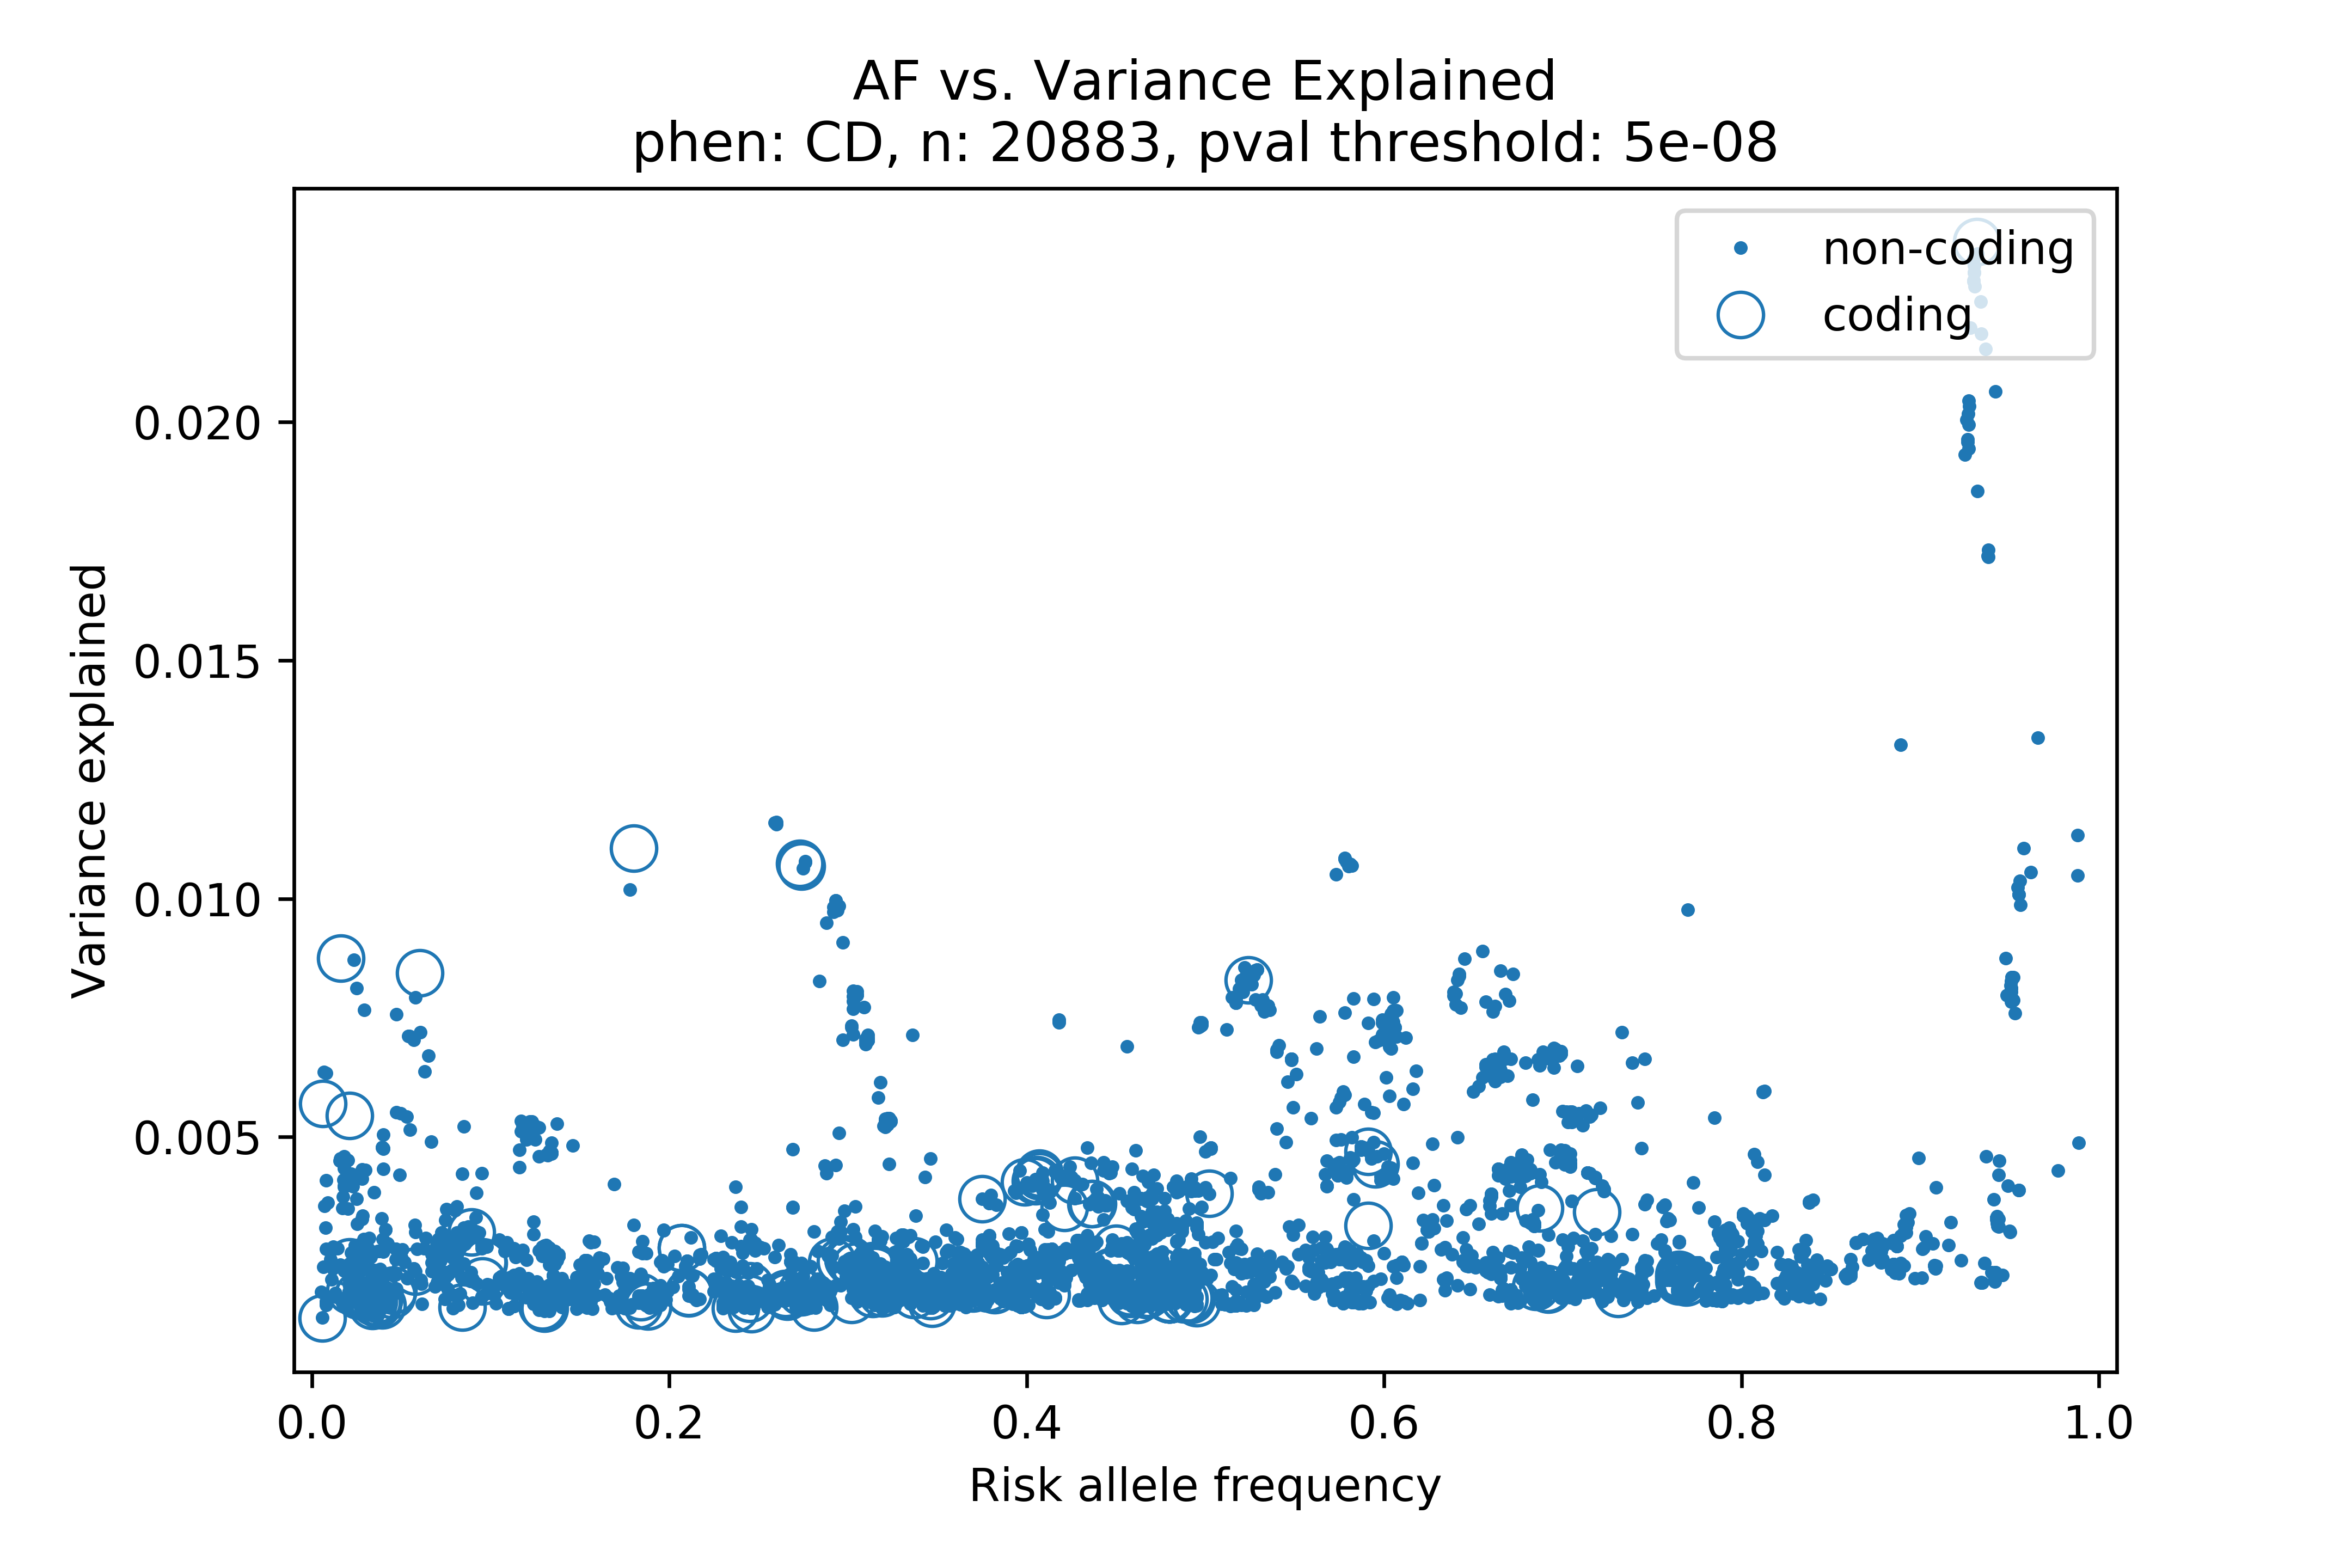 AF vs. Variance Explained
phen: CD, n: 20883, pval threshold: 5e-08
non-coding
coding
0.020
0.015
0.010
0.005
Variance explained
0.0 0.2 0.4 0.6 0.8 1.0
Risk allele frequency